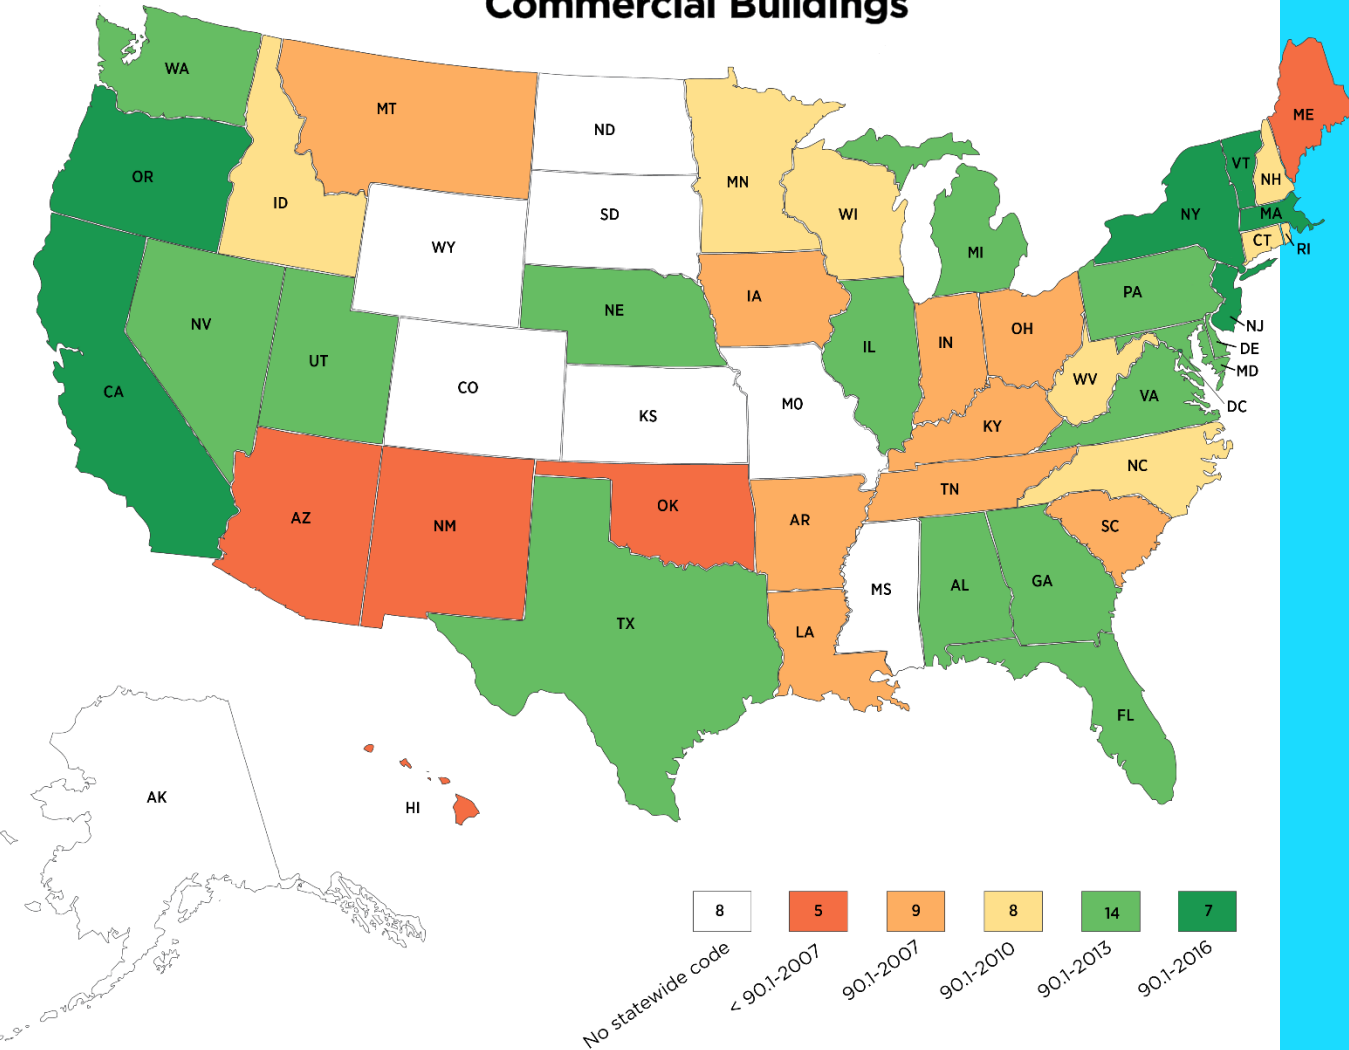 Commercial Buildings
WA
MT
ND
MN
ME
OR
ID
WY
SD
WI
MI
NY
VT
NH
MA
CT
RI
NV
UT
NE
IA
IL
IN
OH
PA
NJ
DE
MD
DC
CA
CO
KS
MO
KY
WV
VA
AZ
NM
OK
AR
TN
NC
SC
TX
LA
MS
AL
GA
FL
AK
HI
8
5
9
8
14
7
No statewide code
< 90.1-2007
90.1-2007
90.1-2010
90.1-2013
90.1-2016